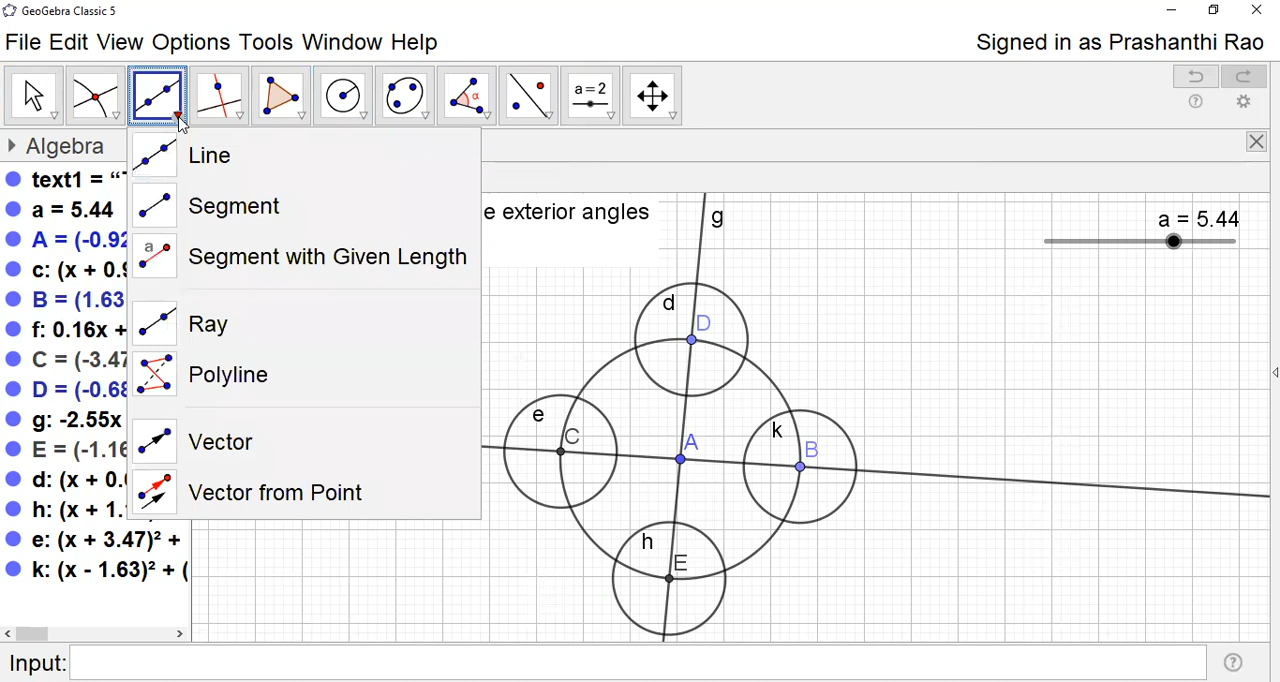 GeoGebra Classic 5
File Edit View Options Tools Window Help
Signed in as Prashanthi Rao
α
a=2
Algebra
text1 = “
a = 5.44
A = (-0.92
c: (x + 0.9
B = (1.63
f: 0.16x +
C = (-3.47
D = (-0.68
g: -2.55x
E = (-1.16
d: (x + 0.
h: (x + 1.
e: (x + 3.47)² +
k: (x - 1.63)² + (
Line
Segment
a
Segment with Given Length
Ray
Polyline
Vector
Vector from Point
e exterior angles
g
a = 5.44
d
D
e
C
A
k
B
h
E
Input: